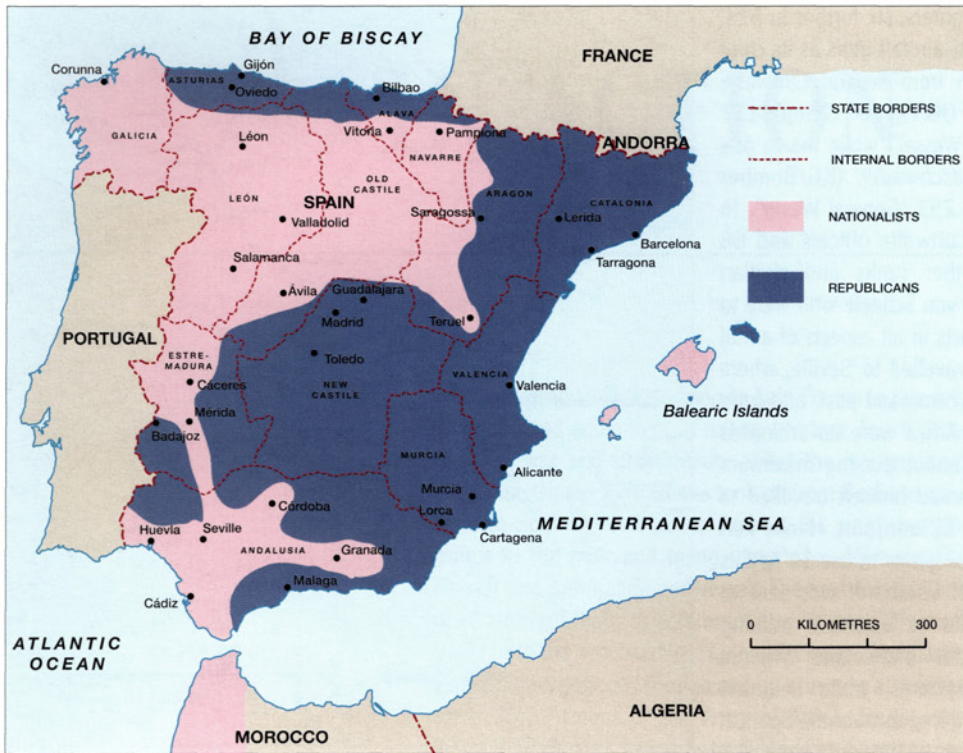 BAY OF BISCAY
FRANCE
Corunna
Gijón
ASTURIAS
Oviedo
Bilbao
ALAVA
Vitoria
Pamplona
GALICIA
Léon
NAVARRE
ANDORRA
LEÓN
OLD
CASTILE
ARAGON
CATALONIA
SPAIN
Saragossa
Lerida
Valladolid
Barcelona
Tarragona
Salamanca
Ávila
Guadalajara
Madrid
Teruel
PORTUGAL
Toledo
ESTRE-
MADURA
VALENCIA
Cáceres
NEW
CASTILE
Valencia
Mérida
Balearic Islands
Badajoz
MURCIA
Alicante
Murcia
Córdoba
Lorca
Cartagena
MEDITERRANEAN SEA
Huevla
Seville
ANDALUSIA
Granada
Malaga
Cádiz
ATLANTIC
OCEAN
MOROCCO
ALGERIA
STATE BORDERS
INTERNAL BORDERS
NATIONALISTS
REPUBLICANS
0 KILOMETRES 300